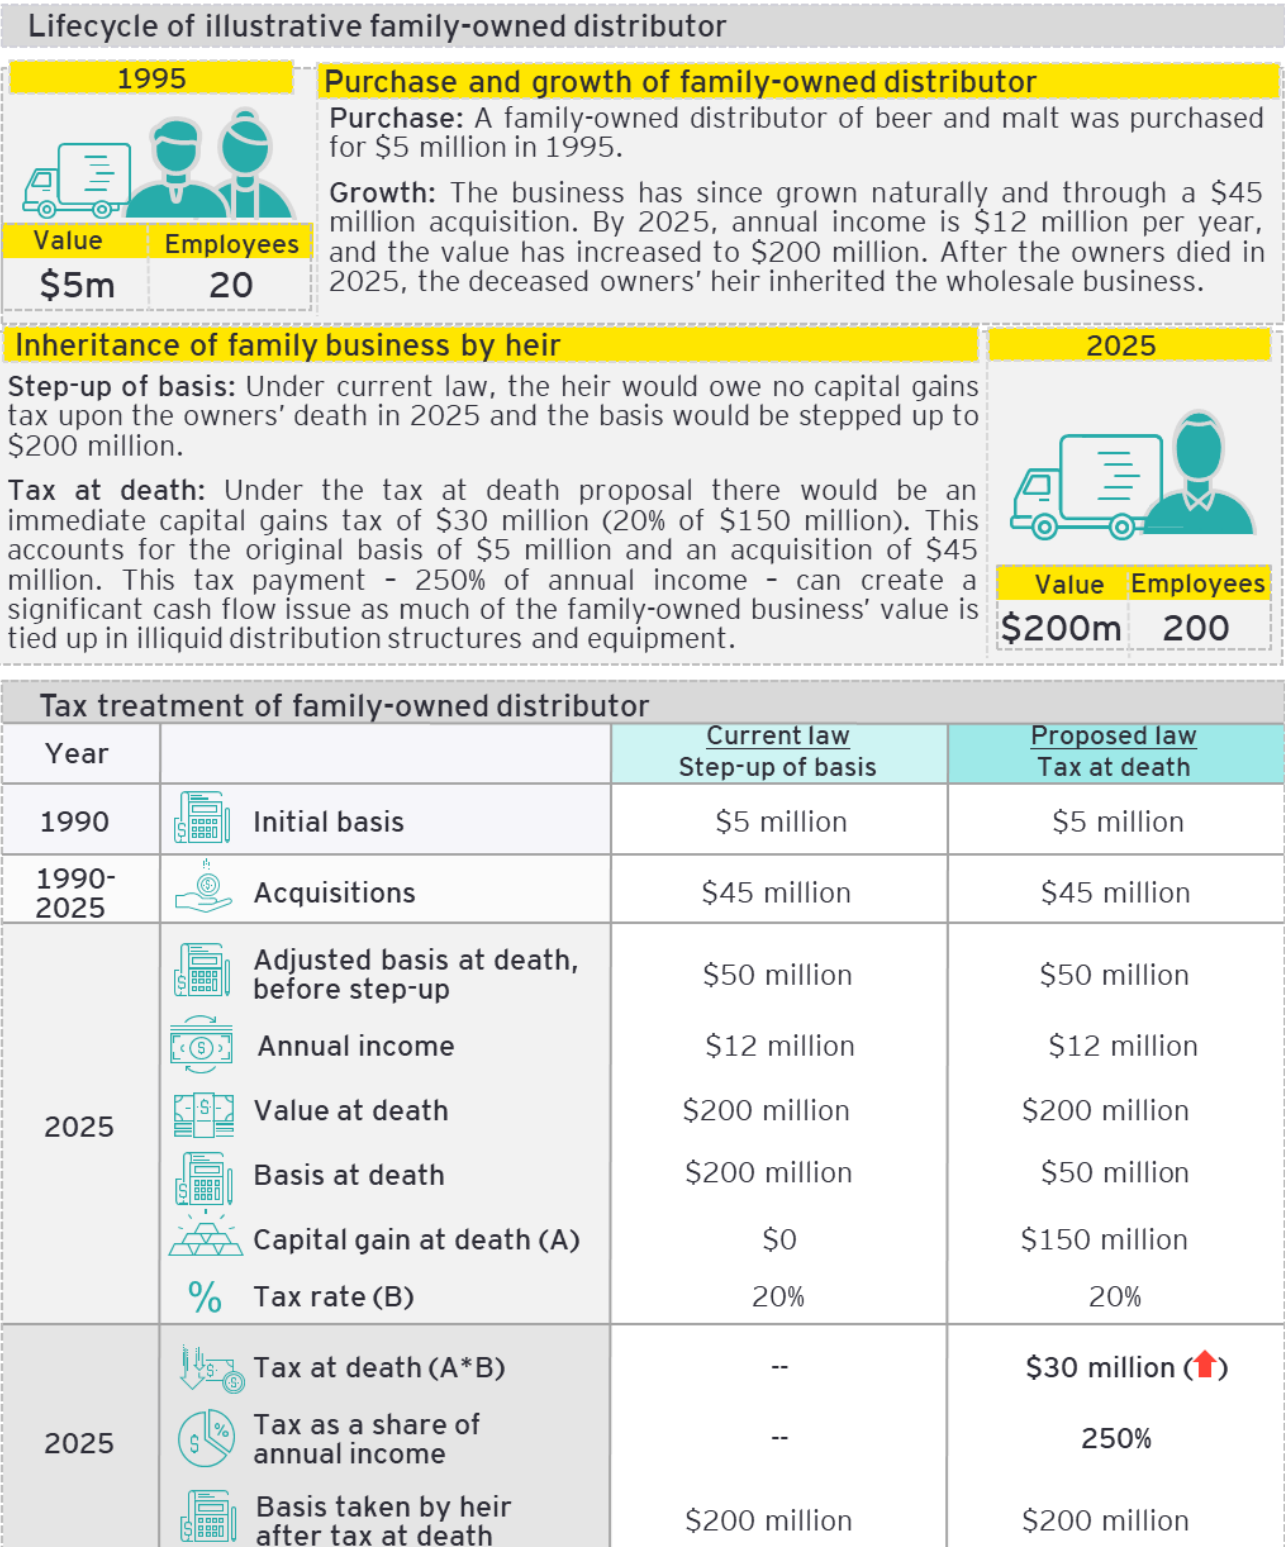 Lifecycle of illustrative family-owned distributor
1995
Value
Employees
$5m
20
Purchase and growth of family-owned distributor
Purchase: A family-owned distributor of beer and malt was purchased
for $5 million in 1995.
Growth: The business has since grown naturally and through a $45
million acquisition. By 2025, annual income is $12 million per year,
and the value has increased to $200 million. After the owners died in
2025, the deceased owners' heir inherited the wholesale business.
Inheritance of family business by heir
Step-up of basis: Under current law, the heir would owe no capital gains
tax upon the owners' death in 2025 and the basis would be stepped up to
$200 million.
Tax at death: Under the tax at death proposal there would be an
immediate capital gains tax of $30 million (20% of $150 million). This
accounts for the original basis of $5 million and an acquisition of $45
million. This tax payment – 250% of annual income – can create a
significant cash flow issue as much of the family-owned business' value is
tied up in illiquid distribution structures and equipment.
2025
Value
Employees
$200m
200
Tax treatment of family-owned distributor
Year
Current law
Step-up of basis
Proposed law
Tax at death
1990
Initial basis
$5 million
$5 million
1990-
2025
Acquisitions
$45 million
$45 million
2025
Adjusted basis at death,
before step-up
$50 million
$50 million
Annual income
$12 million
$12 million
Value at death
$200 million
$200 million
Basis at death
$200 million
$50 million
Capital gain at death (A)
$0
$150 million
%
Tax rate (B)
20%
20%
2025
Tax at death (A*B)
--
$30 million (⬆)
Tax as a share of
annual income
--
250%
Basis taken by heir
after tax at death
$200 million
$200 million